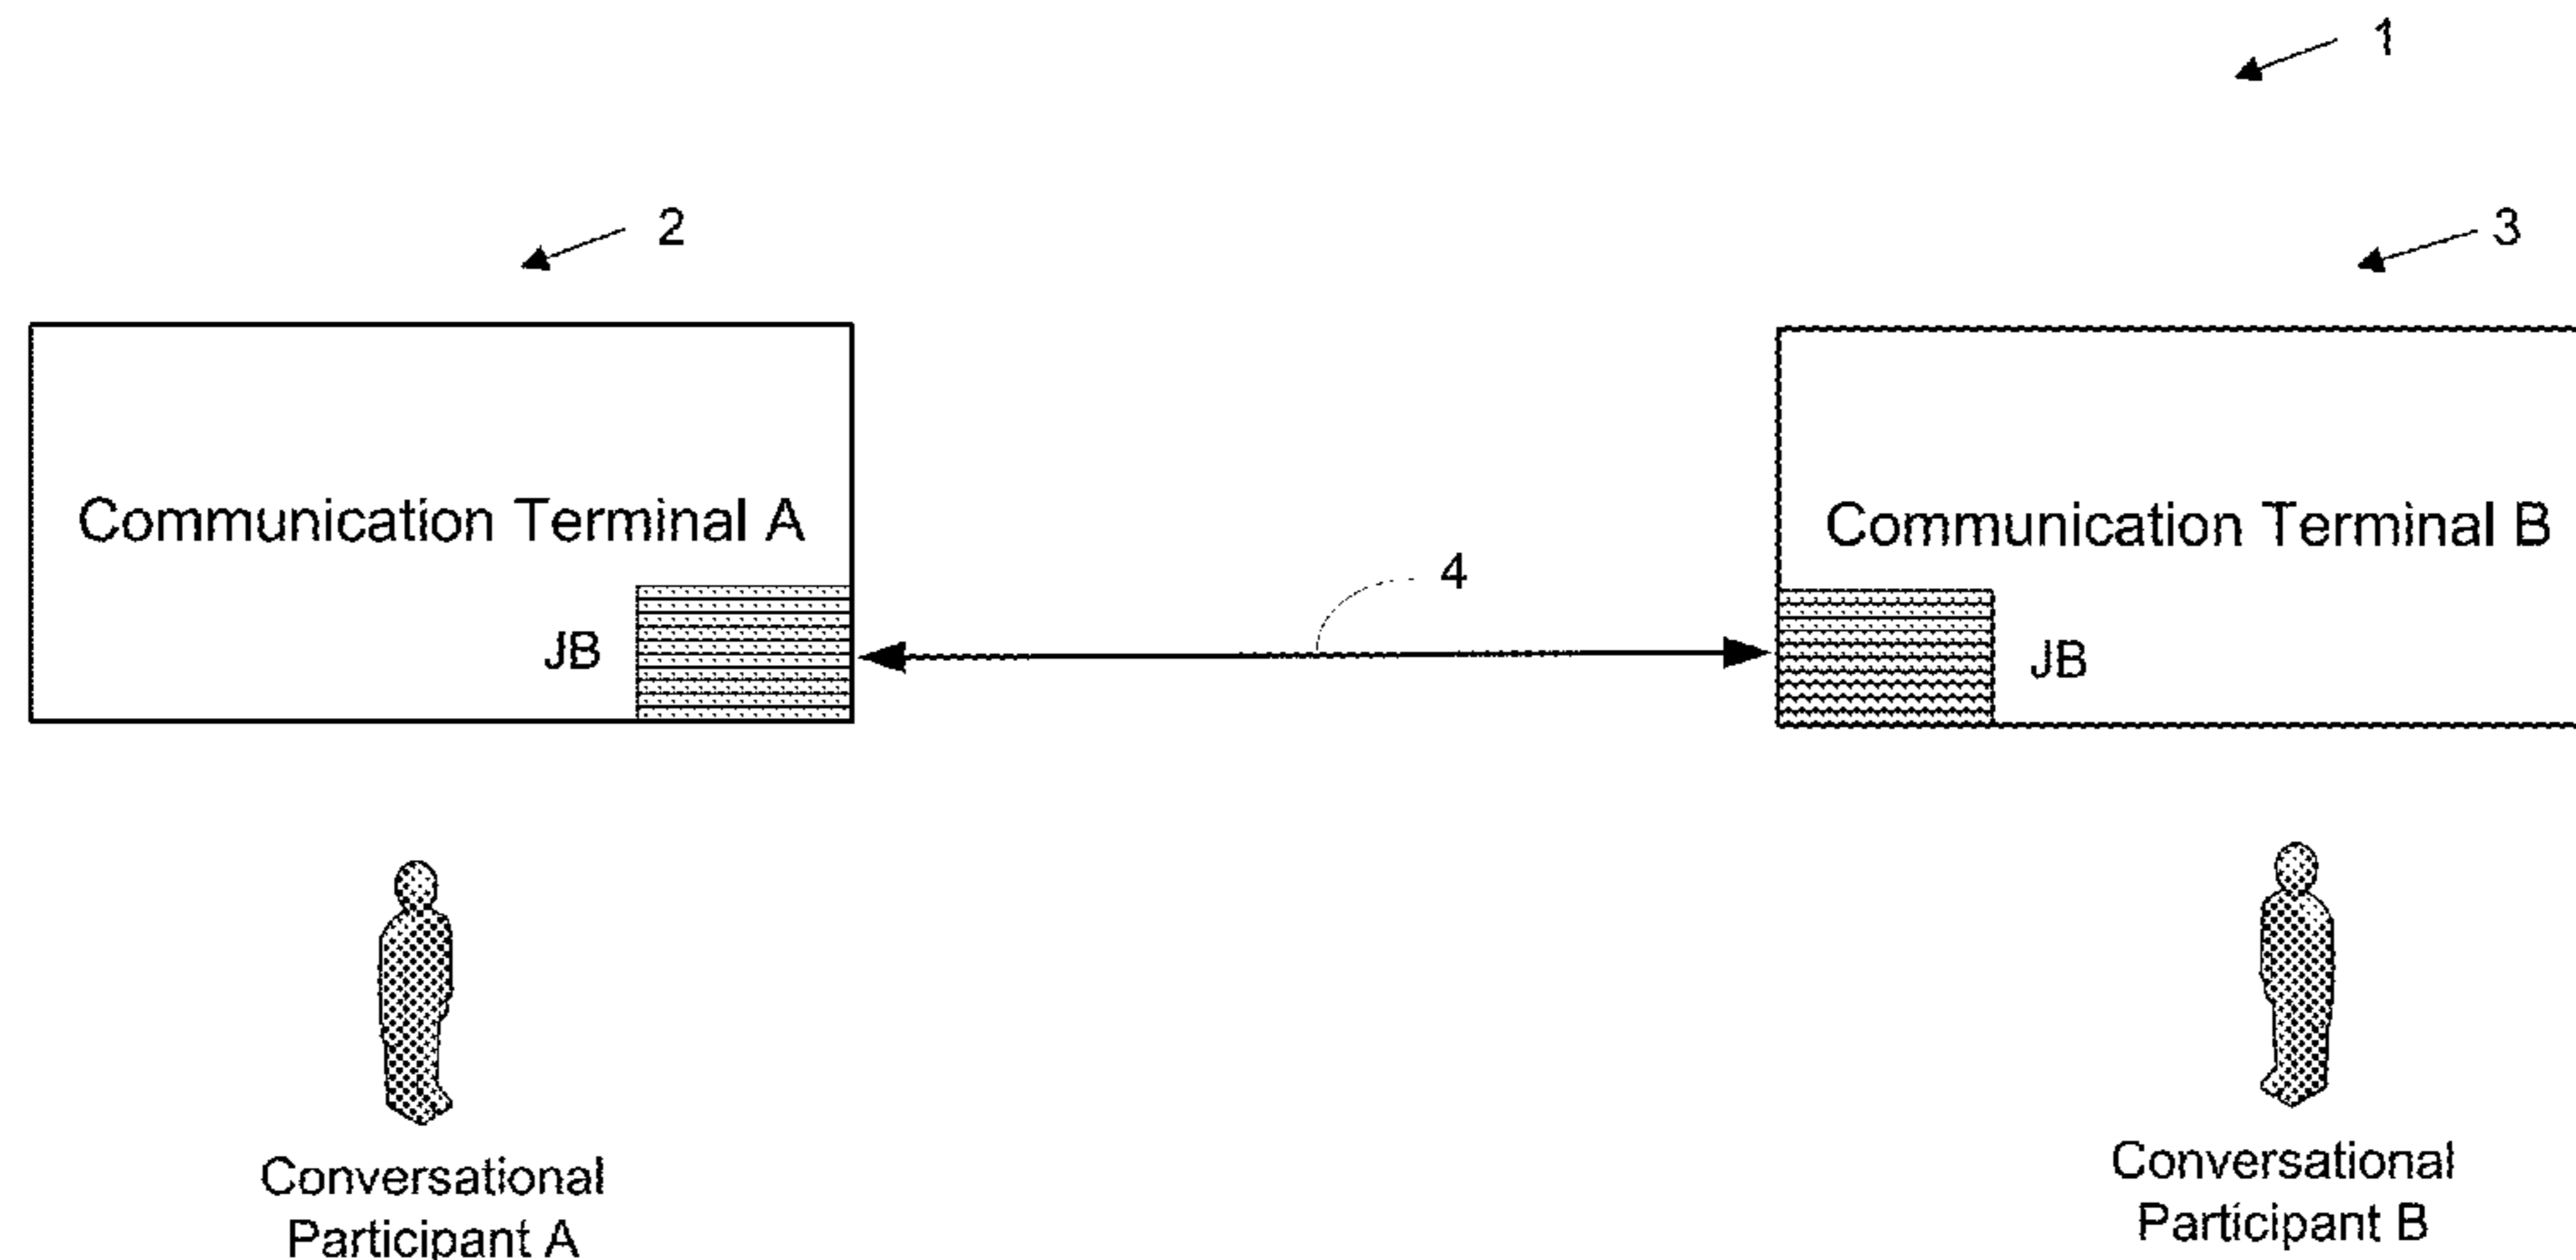 1
2
3
Communication Terminal A
Communication Terminal B
4
JB
JB
Conversational
Participant A
Conversational
Participant B